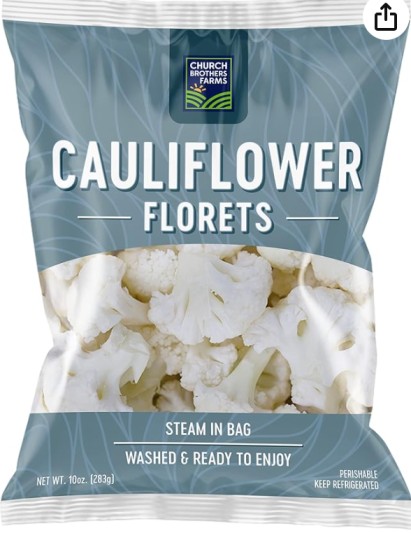 CHURCH
BROTHERS
FARMS
CAULIFLOWER
FLORETS
STEAM IN BAG
WASHED & READY TO ENJOY
NET WT. 10oz. (283g)
PERISHABLE
KEEP REFRIGERATED